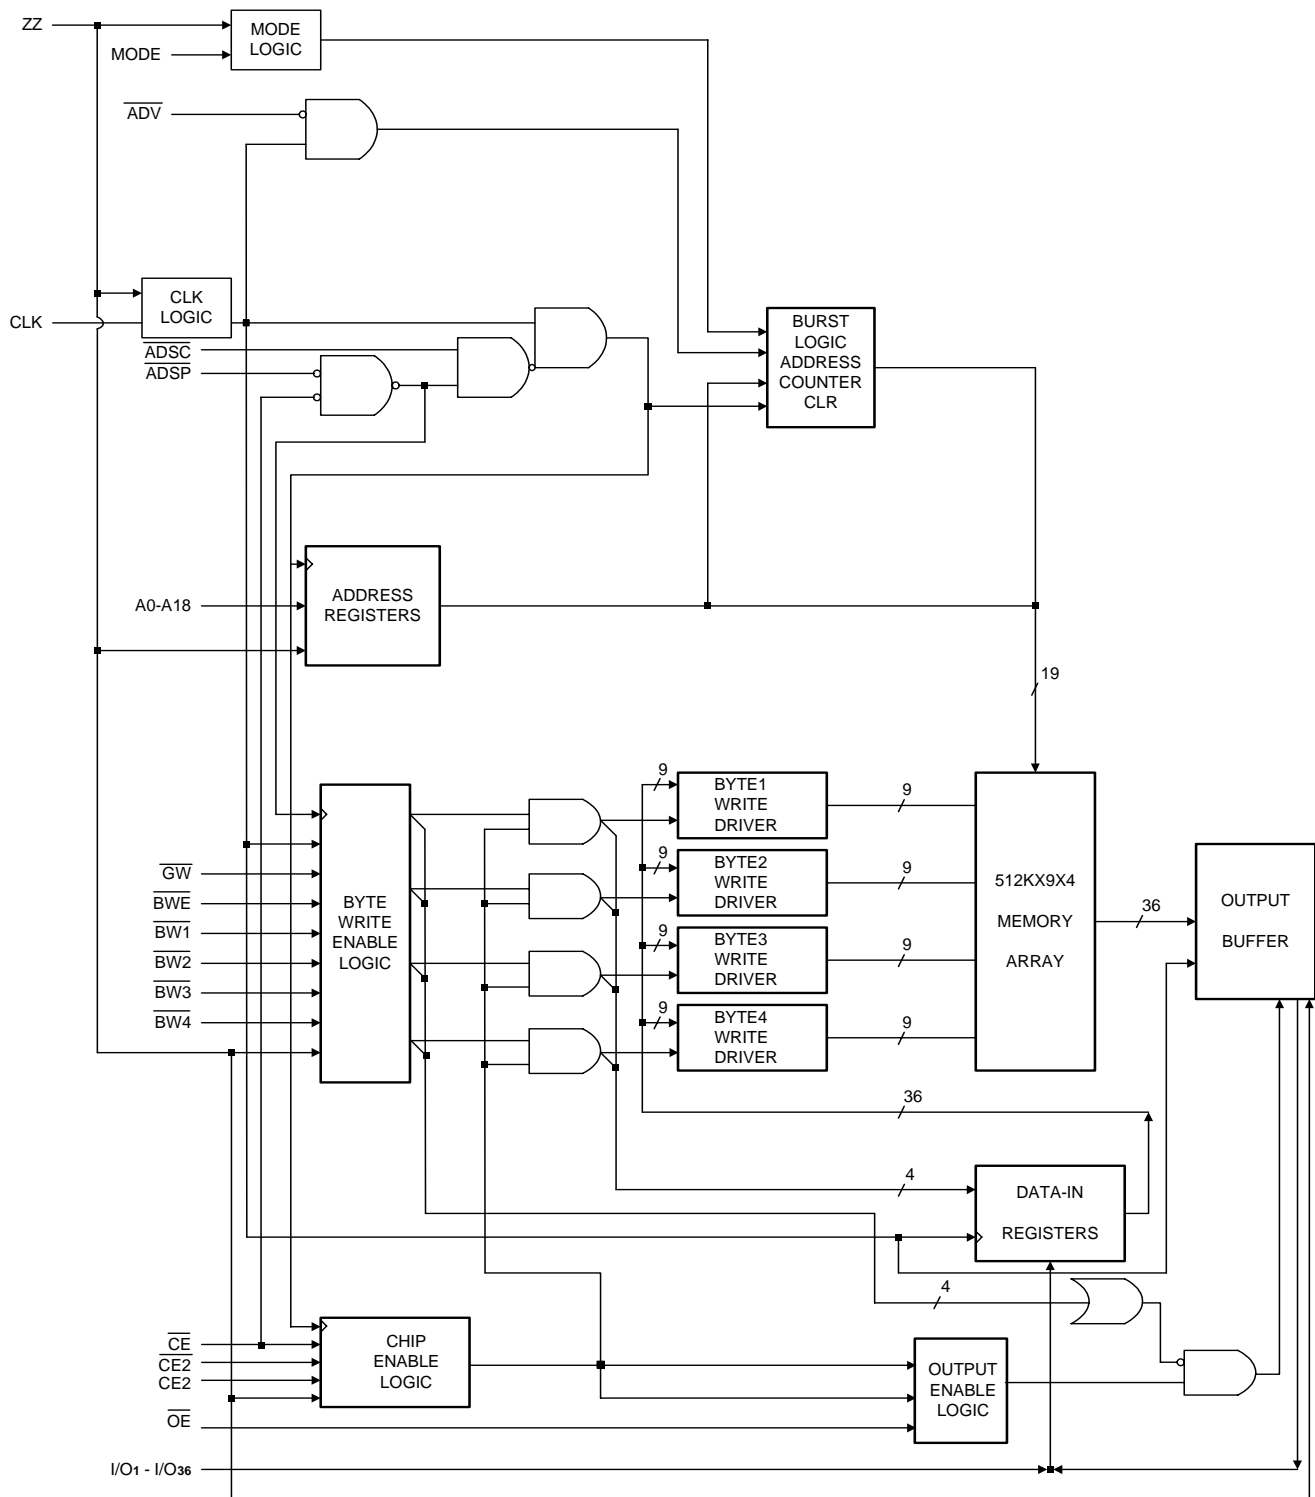 ZZ
MODE
LOGIC
MODE
ADV
CLK
LOGIC
CLK
ADSC
ADSP
BURST
LOGIC
ADDRESS
COUNTER
CLR
A0-A18
ADDRESS
REGISTERS
19
9
BYTE1
WRITE
DRIVER
9
9
BYTE2
WRITE
DRIVER
9
9
BYTE3
WRITE
DRIVER
9
9
BYTE4
WRITE
DRIVER
9
GW
BWE
BW1
BW2
BW3
BW4
BYTE
WRITE
ENABLE
LOGIC
512KX9X4
MEMORY
ARRAY
36
OUTPUT
BUFFER
36
4
DATA-IN
REGISTERS
4
CE
CE2
CE2
CHIP
ENABLE
LOGIC
OUTPUT
ENABLE
LOGIC
OE
I/O1 - I/O36